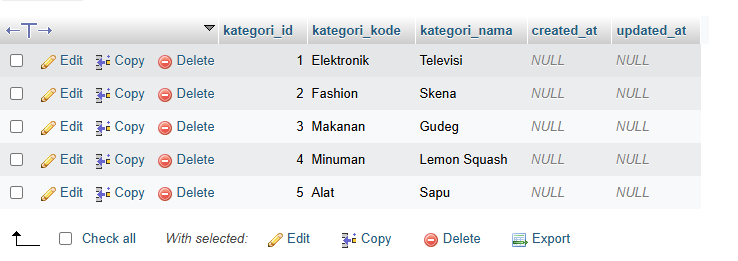 kategori_id kategori_kode kategori_nama created_at updated_at
Edit Copy Delete 1 Elektronik Televisi NULL NULL
Edit Copy Delete 2 Fashion Skena NULL NULL
Edit Copy Delete 3 Makanan Gudeg NULL NULL
Edit Copy Delete 4 Minuman Lemon Squash NULL NULL
Edit Copy Delete 5 Alat Sapu NULL NULL
Check all With selected: Edit Copy Delete Export